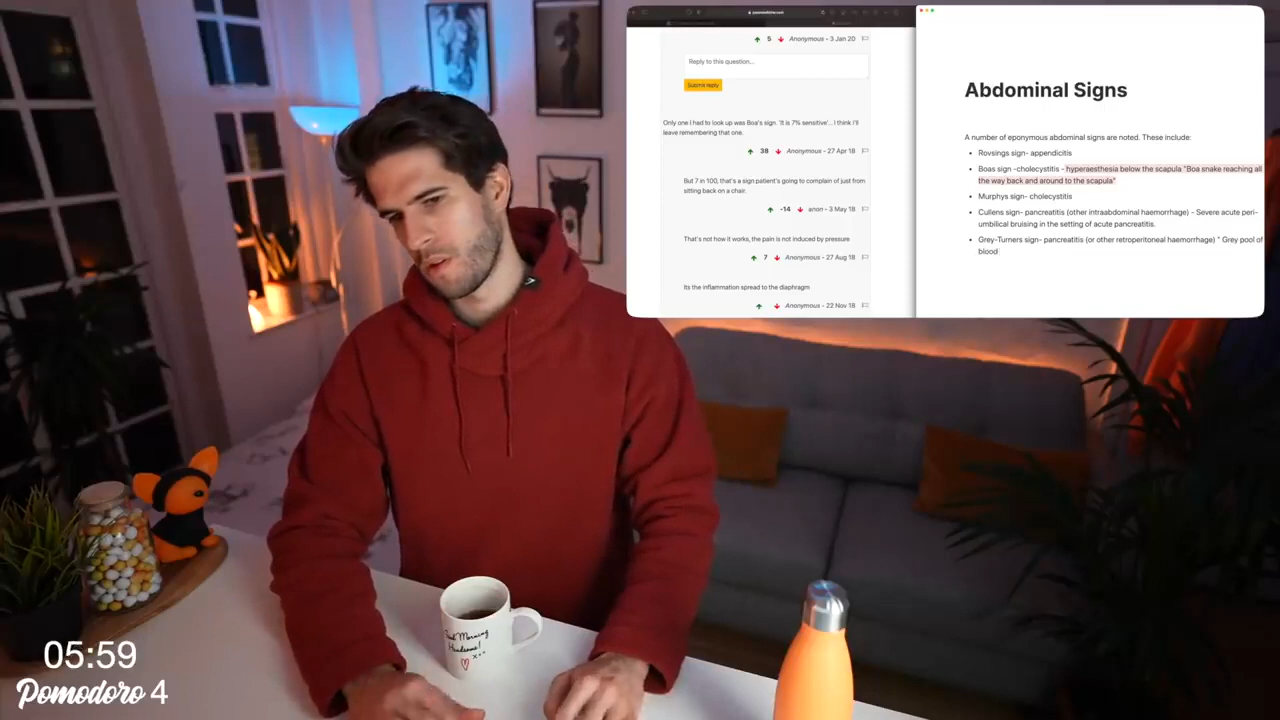 Anonymous - 3 Jan 20
5
Reply to this question...
Submit reply
Only one I had to look up was Boa's sign. 'It is 7% sensitive'... I think I'll
leave remembering that one.
38 Anonymous - 27 Apr 18
But 7 in 100, that's a sign patient's going to complain of just from
sitting back on a chair.
-14 anon - 3 May 18
That's not how it works, the pain is not induced by pressure
7 Anonymous - 27 Aug 18
Its the inflammation spread to the diaphragm
Anonymous - 22 Nov 18
Abdominal Signs
A number of eponymous abdominal signs are noted. These include:
• Rovsings sign- appendicitis
• Boas sign -cholecystitis - hyperaesthesia below the scapula "Boa snake reaching all
the way back and around to the scapula"
• Murphys sign- cholecystitis
• Cullens sign- pancreatitis (other intraabdominal haemorrhage) - Severe acute peri-
umbilical bruising in the setting of acute pancreatitis.
• Grey-Turners sign- pancreatitis (or other retroperitoneal haemorrhage) " Grey pool of
blood
Good Morning
Handsome!
x
05:59
Pomodoro 4